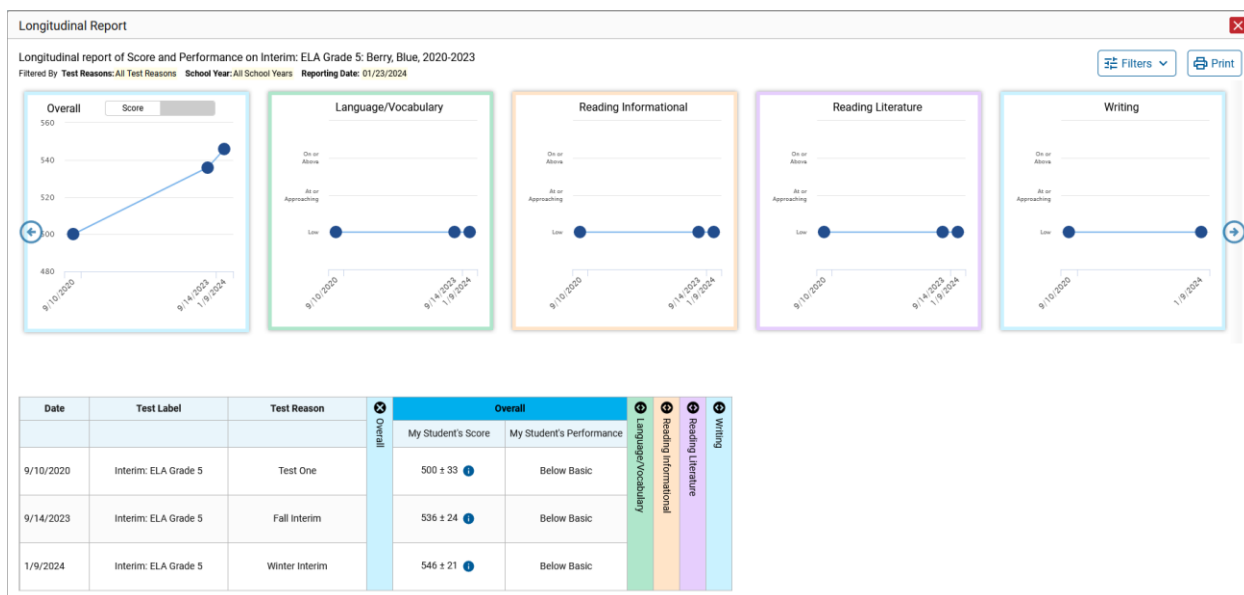 Longitudinal Report
Longitudinal report of Score and Performance on Interim: ELA Grade 5: Berry, Blue, 2020-2023
Filtered By Test Reasons: All Test Reasons School Year: All School Years Reporting Date: 01/23/2024
Filters
Print
Overall
Score
560
540
520
500
480
9/10/2020
9/14/2023
1/9/2024
Language/Vocabulary
On or
Above
At or
Approaching
Low
9/10/2020
9/14/2023
1/9/2024
Reading Informational
On or
Above
At or
Approaching
Low
9/10/2020
9/14/2023
1/9/2024
Reading Literature
On or
Above
At or
Approaching
Low
9/10/2020
9/14/2023
1/9/2024
Writing
On or
Above
At or
Approaching
Low
9/10/2020
1/9/2024
Date Test Label Test Reason Overall Overall Language/Vocabulary Reading Informational Reading Literature Writing
My Student's Score My Student's Performance
9/10/2020 Interim: ELA Grade 5 Test One 500 ± 33 Below Basic
9/14/2023 Interim: ELA Grade 5 Fall Interim 536 ± 24 Below Basic
1/9/2024 Interim: ELA Grade 5 Winter Interim 546 ± 21 Below Basic